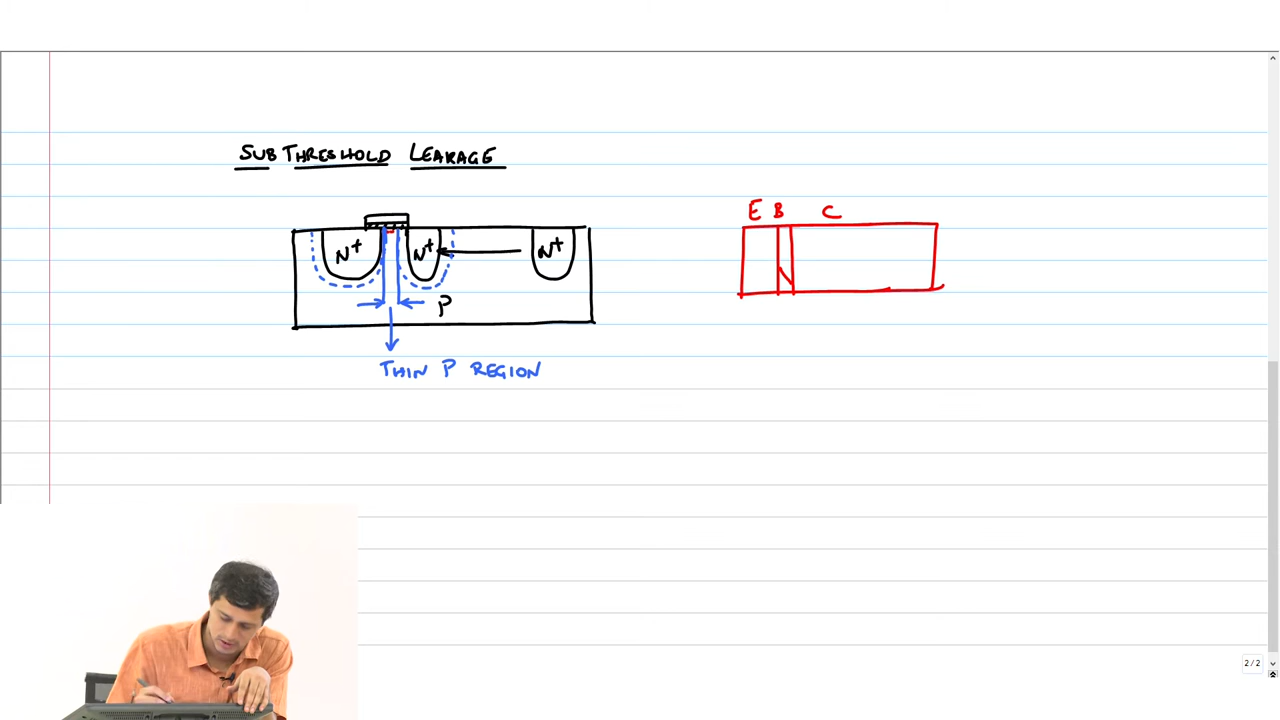 SUB THRESHOLD LEAKAGE
E B C
N+ N+ N+
P
THIN P REGION
2 / 2